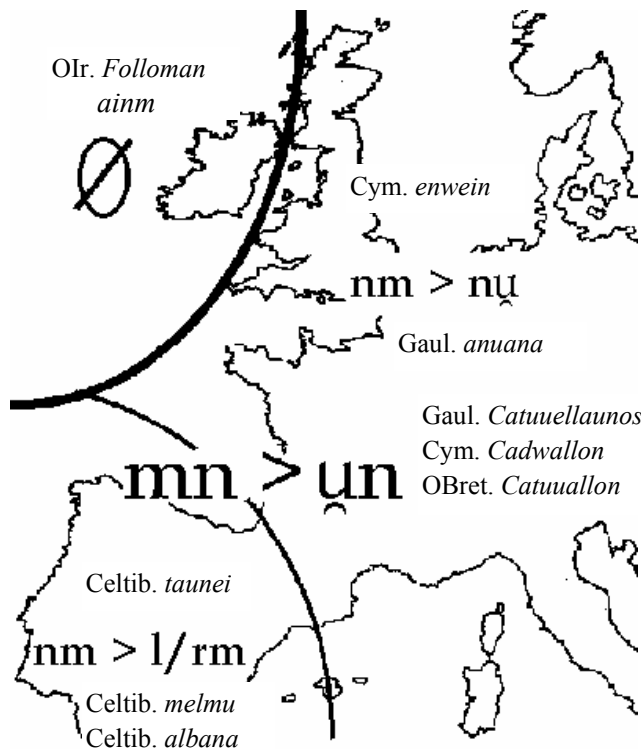 OIr. Folloman
ainm
Ø
Cym. enwein
nm > nu̯
Gaul. anuana
Gaul. Catuuellaunos
Cym. Cadwallon
OBret. Catuuallon
mn > u̯n
Celtib. taunei
nm > l/rm
Celtib. melmu
Celtib. albana